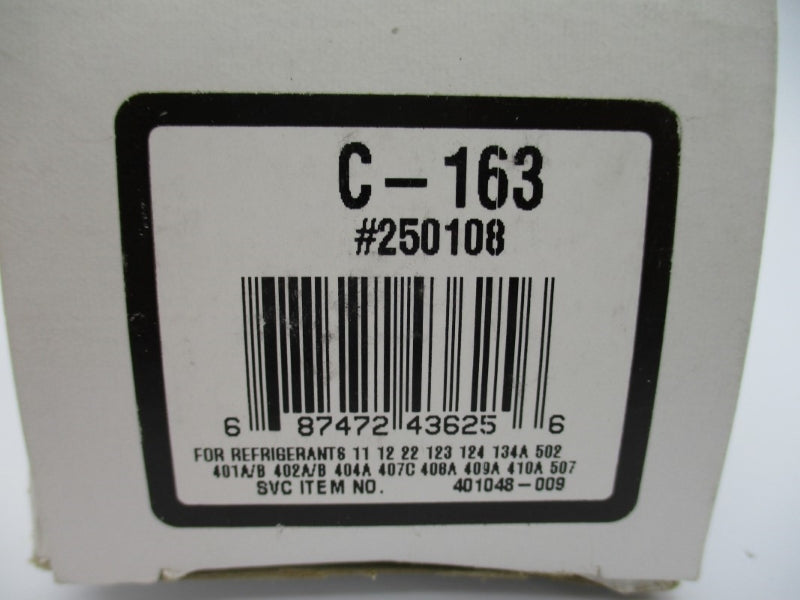 C-163
#250108
6 87472 43625 6
FOR REFRIGERANTS 11 12 22 123 124 134A 502
401A/B 402A/B 404A 407C 408A 409A 410A 507
SVC ITEM NO. 401048-009